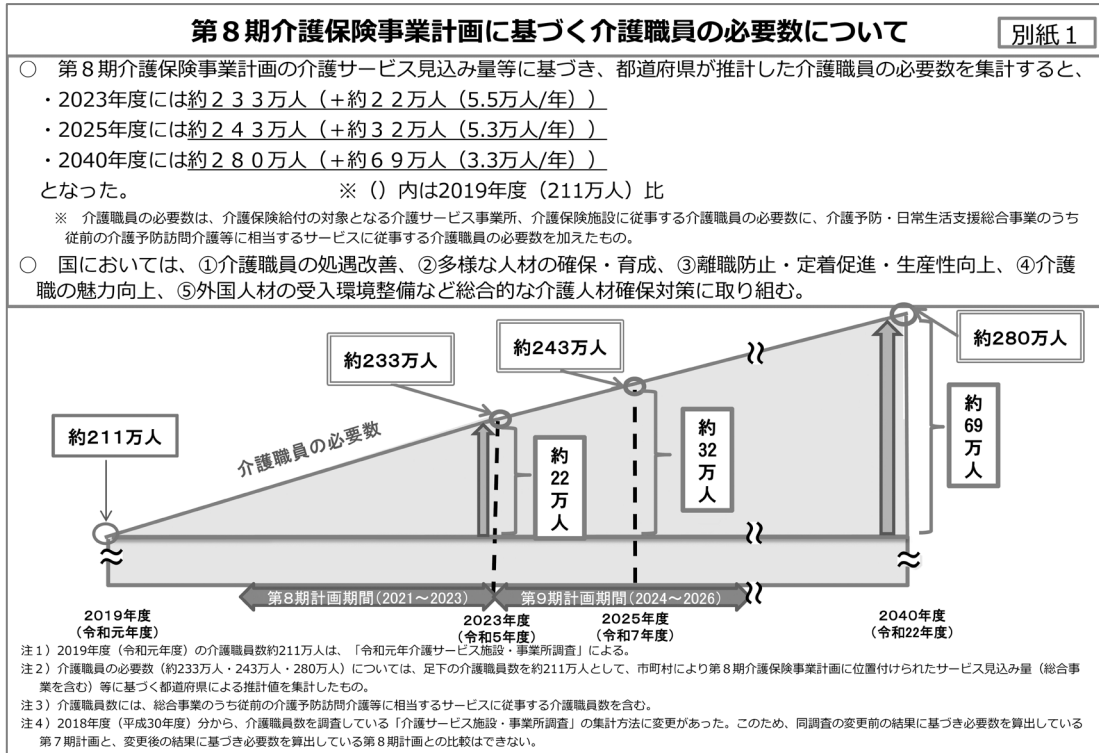 第８期介護保険事業計画に基づく介護職員の必要数について
別紙１
○　第８期介護保険事業計画の介護サービス見込み量等に基づき、都道府県が推計した介護職員の必要数を集計すると、
・2023年度には約２３３万人（＋約２２万人（5.5万人/年））
・2025年度には約２４３万人（＋約３２万人（5.3万人/年））
・2040年度には約２８０万人（＋約６９万人（3.3万人/年））
となった。　※（）内は2019年度（211万人）比
※　介護職員の必要数は、介護保険給付の対象となる介護サービス事業所、介護保険施設に従事する介護職員の必要数に、介護予防・日常生活支援総合事業のうち
従前の介護予防訪問介護等に相当するサービスに従事する介護職員の必要数を加えたもの。
○　国においては、①介護職員の処遇改善、②多様な人材の確保・育成、③離職防止・定着促進・生産性向上、④介護
職の魅力向上、⑤外国人材の受入環境整備など総合的な介護人材確保対策に取り組む。
約211万人
約233万人
約243万人
約280万人
介護職員の必要数
約22万人
約32万人
約69万人
第8期計画期間（2021～2023）
第9期計画期間（2024～2026）
2019年度
（令和元年度）
2023年度
（令和5年度）
2025年度
（令和7年度）
2040年度
（令和22年度）
注１）2019年度（令和元年度）の介護職員数約211万人は、「令和元年介護サービス施設・事業所調査」による。
注２）介護職員の必要数（約233万人・243万人・280万人）については、足下の介護職員数を約211万人として、市町村により第８期介護保険事業計画に位置付けられたサービス見込み量（総合事
業を含む）等に基づく都道府県による推計値を集計したもの。
注３）介護職員数には、総合事業のうち従前の介護予防訪問介護等に相当するサービスに従事する介護職員数を含む。
注４）2018年度（平成30年度）分から、介護職員数を調査している「介護サービス施設・事業所調査」の集計方法に変更があった。このため、同調査の変更前の結果に基づき必要数を算出している
第７期計画と、変更後の結果に基づき必要数を算出している第８期計画との比較はできない。